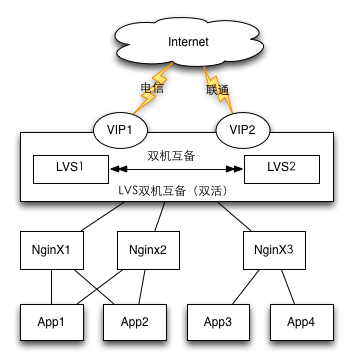 Internet
电信
联通
VIP1
VIP2
双机互备
LVS1
LVS2
LVS双机互备（双活）
NginX1
Nginx2
NginX3
App1
App2
App3
App4